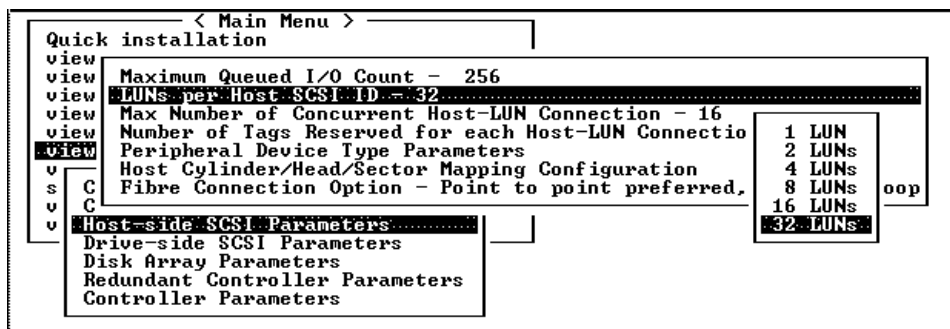 < Main Menu >
Quick installation
view
view Maximum Queued I/O Count - 256
view LUNs per Host SCSI ID - 32
view Max Number of Concurrent Host-LUN Connection - 16
view Number of Tags Reserved for each Host-LUN Connectio 1 LUN
view Peripheral Device Type Parameters 2 LUNs
v Host Cylinder/Head/Sector Mapping Configuration 4 LUNs
s C Fibre Connection Option - Point to point preferred, 8 LUNs oop
v C 16 LUNs
v Host-side SCSI Parameters 32 LUNs
Drive-side SCSI Parameters
Disk Array Parameters
Redundant Controller Parameters
Controller Parameters